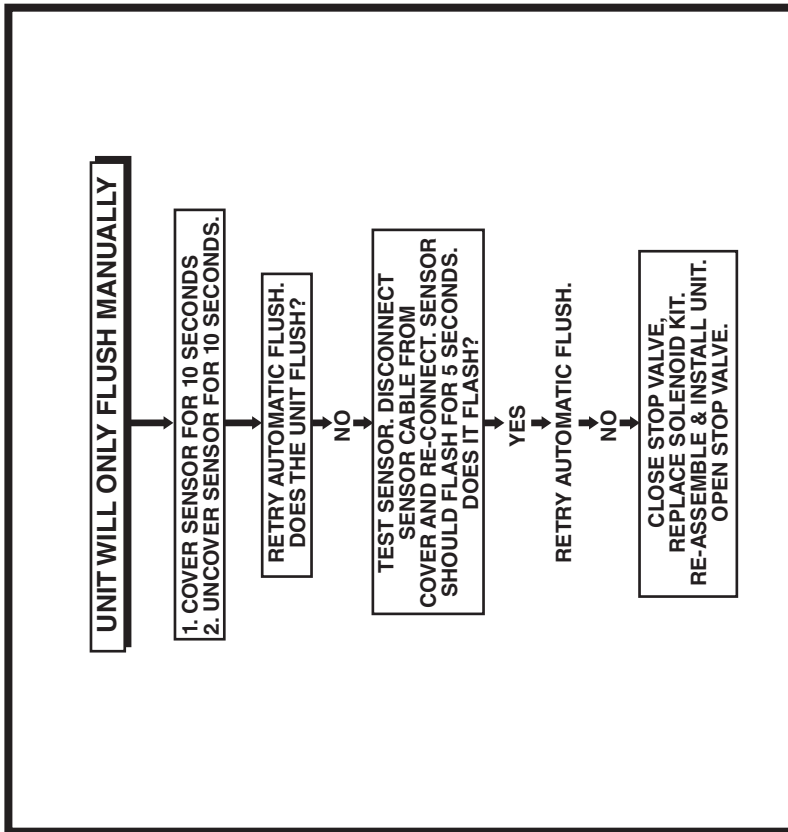 UNIT WILL ONLY FLUSH MANUALLY
1. COVER SENSOR FOR 10 SECONDS
2. UNCOVER SENSOR FOR 10 SECONDS.
RETRY AUTOMATIC FLUSH.
DOES THE UNIT FLUSH?
NO
TEST SENSOR. DISCONNECT
SENSOR CABLE FROM
COVER AND RE-CONNECT. SENSOR
SHOULD FLASH FOR 5 SECONDS.
DOES IT FLASH?
YES
RETRY AUTOMATIC FLUSH.
NO
CLOSE STOP VALVE,
REPLACE SOLENOID KIT.
RE-ASSEMBLE & INSTALL UNIT.
OPEN STOP VALVE.